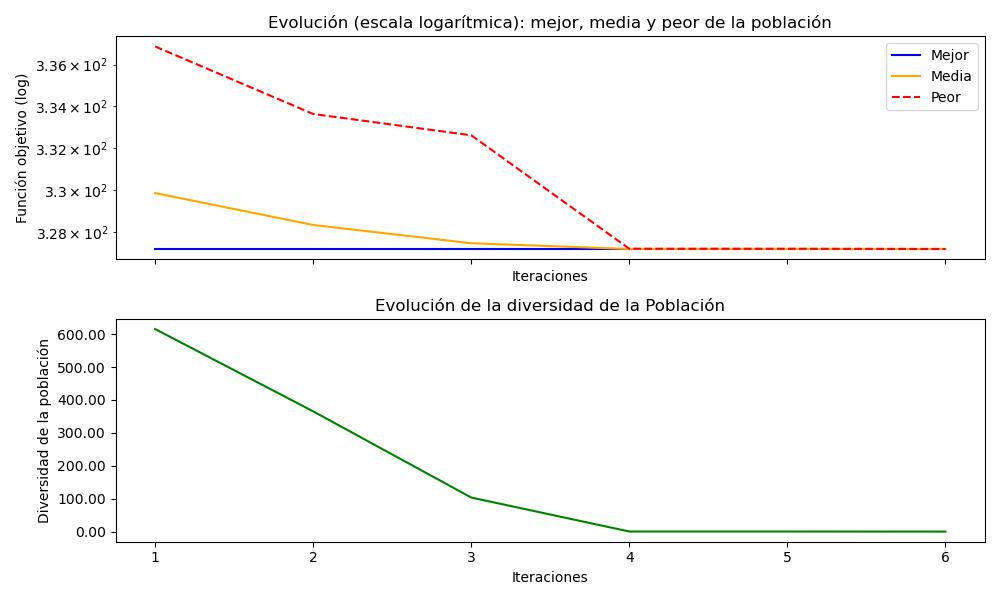 Evolución (escala logarítmica): mejor, media y peor de la población
Función objetivo (log)
3.36 × 10²
3.34 × 10²
3.32 × 10²
3.3 × 10²
3.28 × 10²
Mejor
Media
Peor
Iteraciones
Evolución de la diversidad de la Población
Diversidad de la población
600.00
500.00
400.00
300.00
200.00
100.00
0.00
1 2 3 4 5 6
Iteraciones